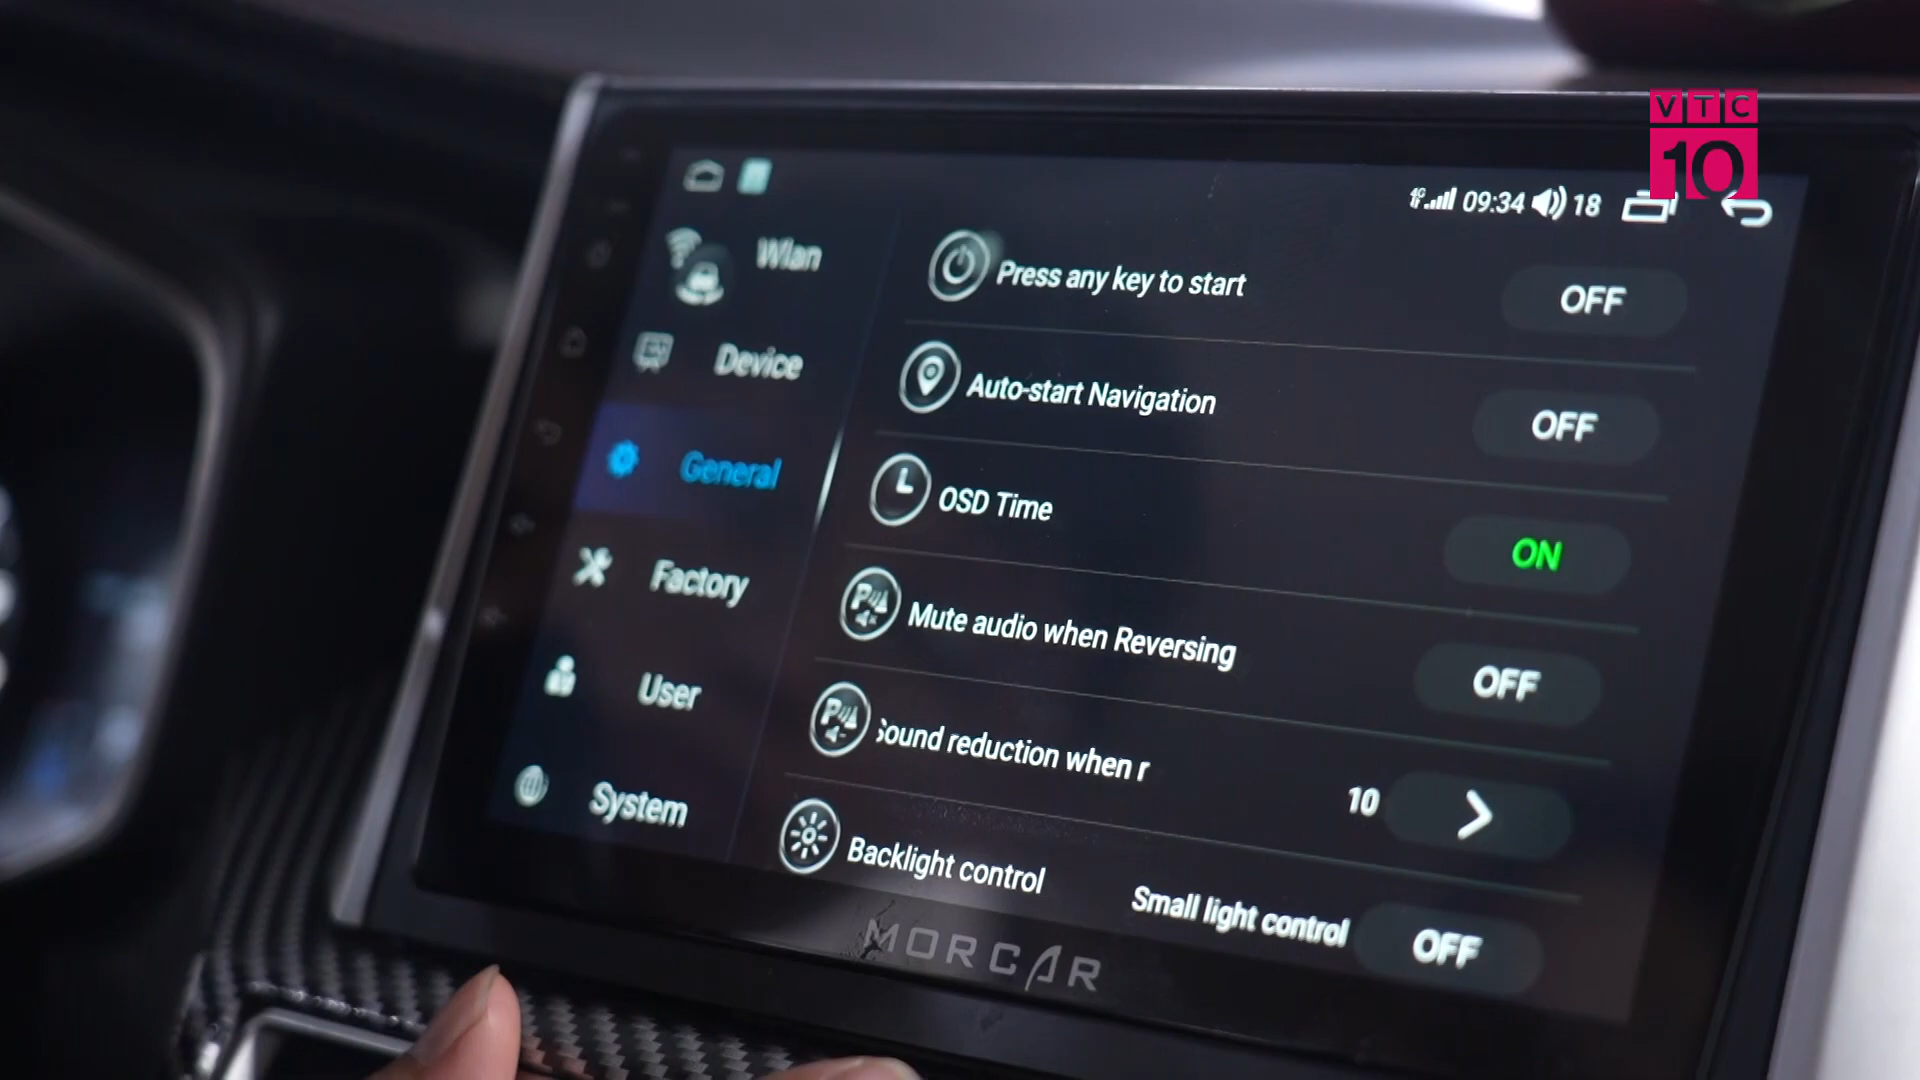 VTC
10
4G 09:34 18
Wlan
Device
General
Factory
User
System
Press any key to start OFF
Auto-start Navigation OFF
OSD Time ON
Mute audio when Reversing OFF
Sound reduction when r 10
Backlight control Small light control OFF
MORCAR